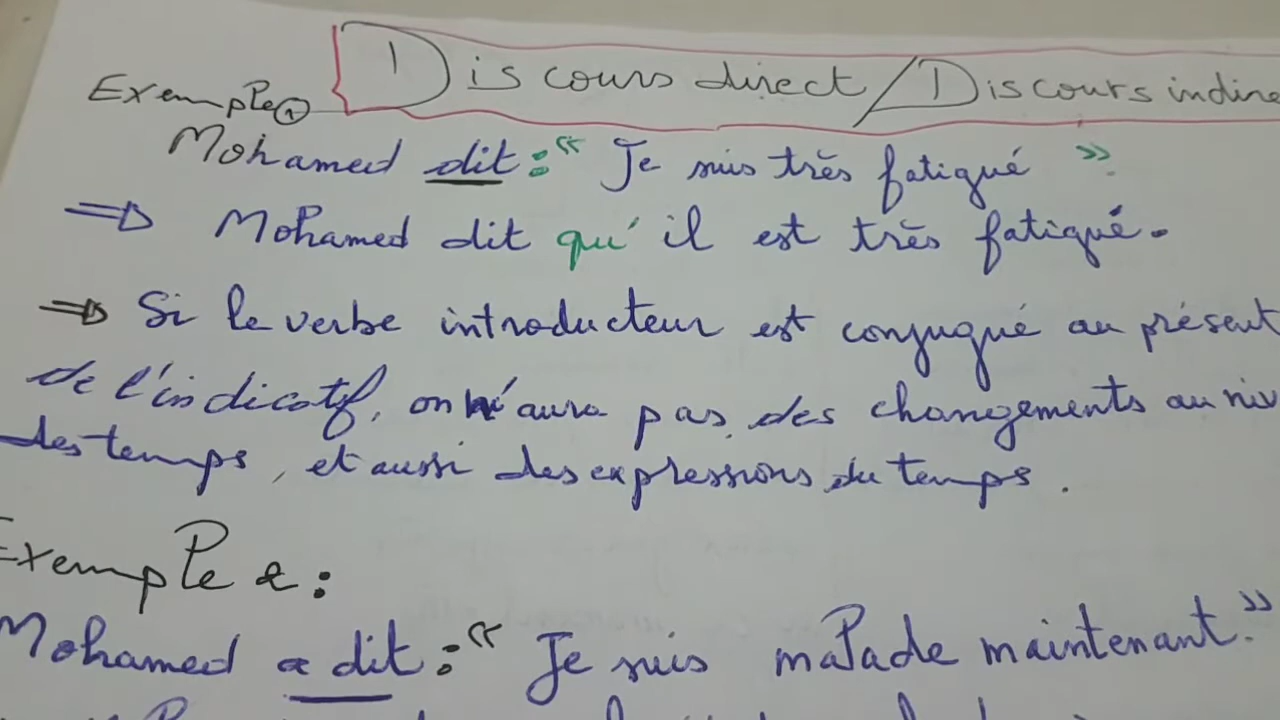 Discours direct / Discours indire
Exemple 1
Mohamed dit : « Je suis très fatigué ».
⇒ Mohamed dit qu'il est très fatigué.
⇒ Si le verbe introducteur est conjugué au présent
de l'indicatif, on n'aura pas des changements au niv
des temps, et aussi des expressions du temps.
Exemple 2 :
Mohamed a dit : « Je suis malade maintenant. »